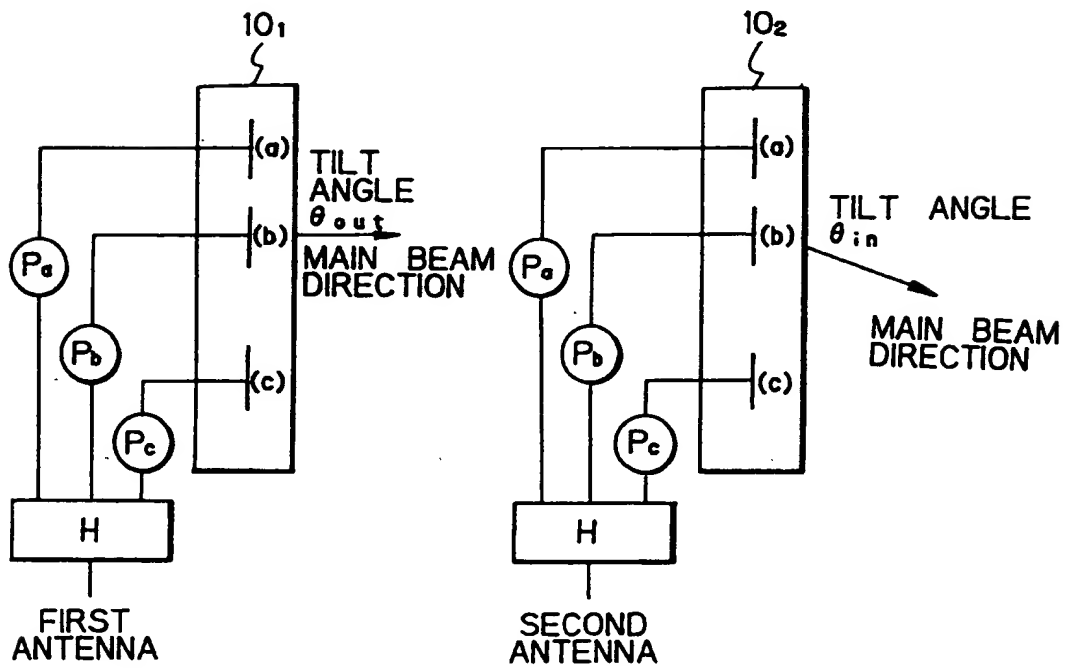 10₁
(a)
TILT
ANGLE
θout
(b)
MAIN BEAM
DIRECTION
Pa
Pb
(c)
Pc
H
FIRST
ANTENNA
10₂
(a)
TILT ANGLE
θin
(b)
Pa
MAIN BEAM
DIRECTION
Pb
(c)
Pc
H
SECOND
ANTENNA